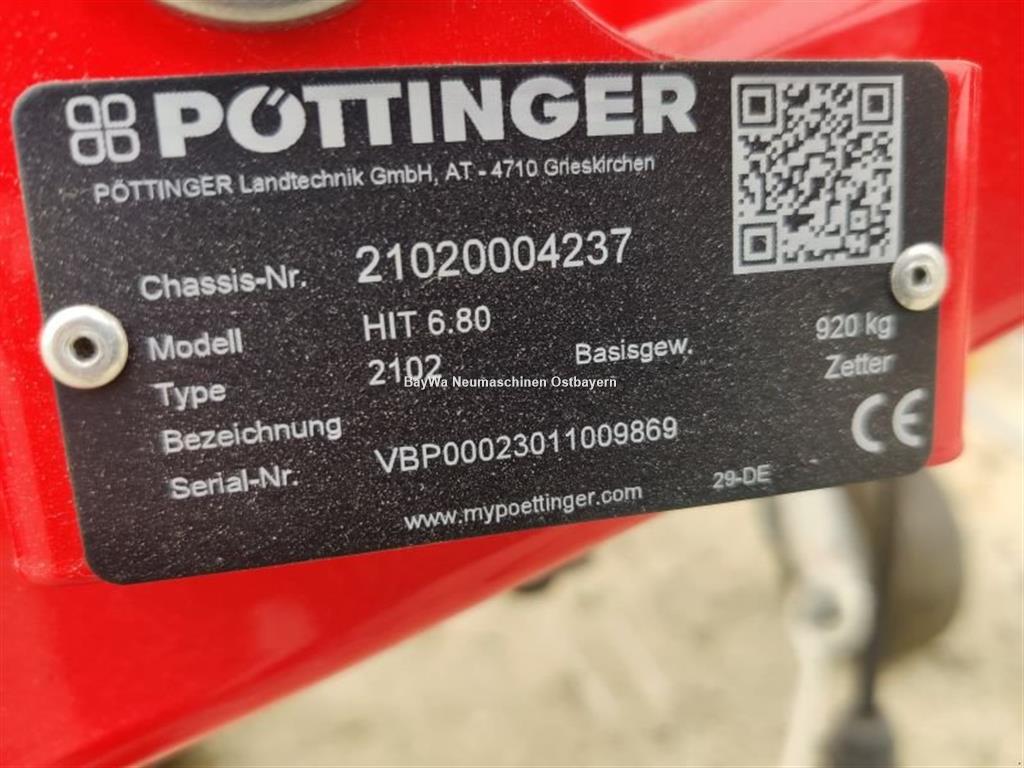 PÖTTINGER
PÖTTINGER Landtechnik GmbH, AT - 4710 Grieskirchen
Chassis-Nr. 21020004237
Modell HIT 6.80
Type 2102 Basisgew. 920 kg
Bezeichnung Zetter
Serial-Nr. VBP00023011009869
CE
www.mypoettinger.com 29-DE
BayWa Neumaschinen Ostbayern